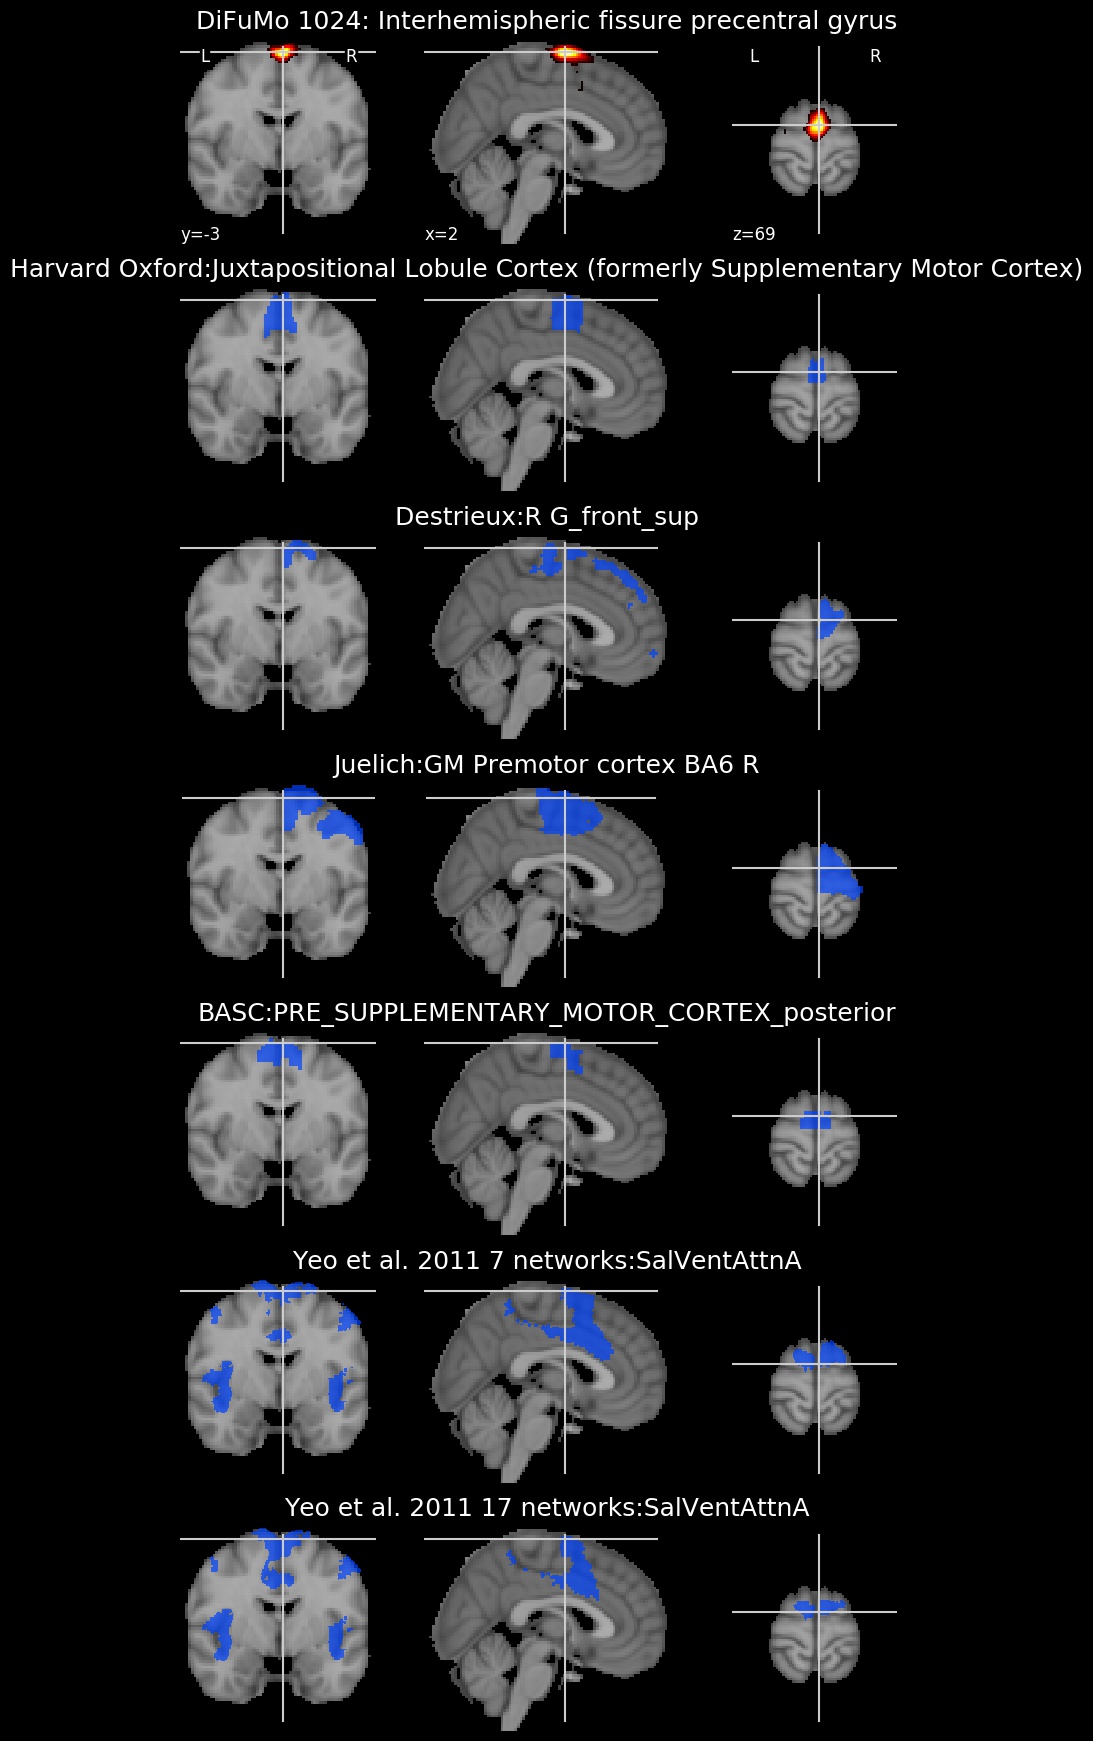 DiFuMo 1024: Interhemispheric fissure precentral gyrus
L R L R
y=-3 x=2 z=69
Harvard Oxford:Juxtapositional Lobule Cortex (formerly Supplementary Motor Cortex)
Destrieux:R G_front_sup
Juelich:GM Premotor cortex BA6 R
BASC:PRE_SUPPLEMENTARY_MOTOR_CORTEX_posterior
Yeo et al. 2011 7 networks:SalVentAttnA
Yeo et al. 2011 17 networks:SalVentAttnA